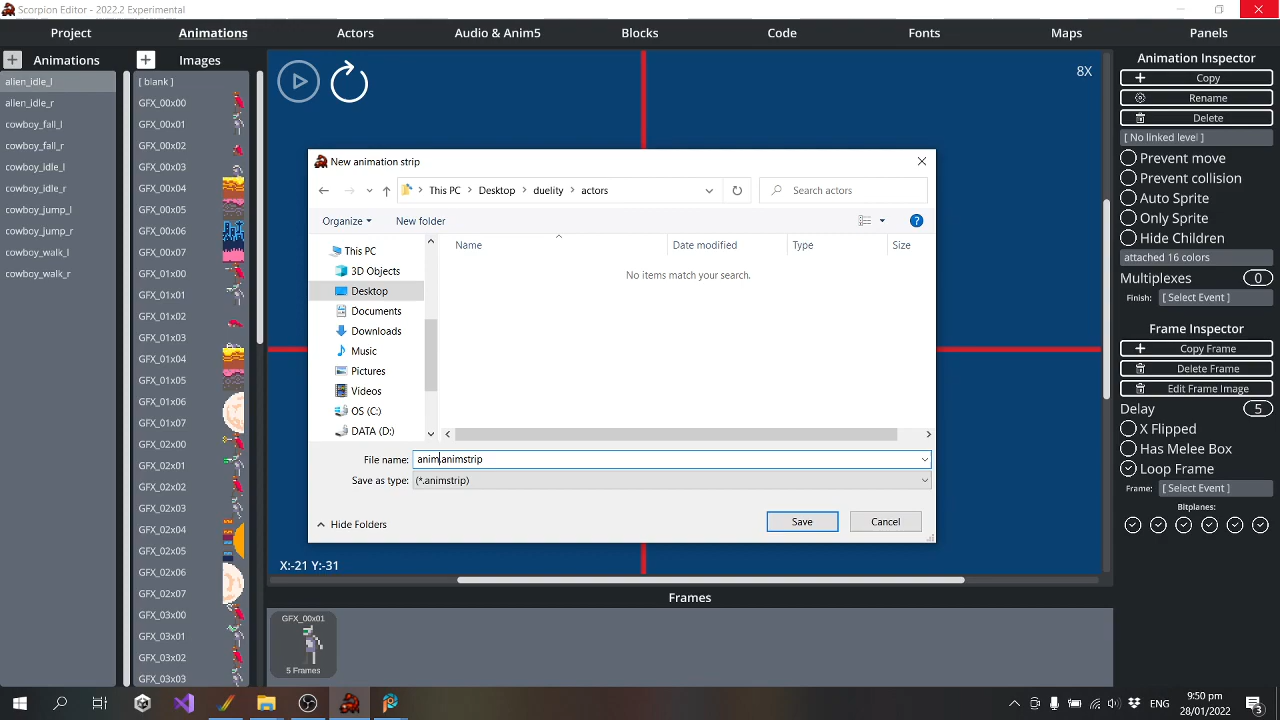 Scorpion Editor - 2022.2 Experimental
Project
Animations
Actors
Audio & Anim5
Blocks
Code
Fonts
Maps
Panels
Animations
alien_idle_l
alien_idle_r
cowboy_fall_l
cowboy_fall_r
cowboy_idle_l
cowboy_idle_r
cowboy_jump_l
cowboy_jump_r
cowboy_walk_l
cowboy_walk_r
Images
[ blank ]
GFX_00x00
GFX_00x01
GFX_00x02
GFX_00x03
GFX_00x04
GFX_00x05
GFX_00x06
GFX_00x07
GFX_01x00
GFX_01x01
GFX_01x02
GFX_01x03
GFX_01x04
GFX_01x05
GFX_01x06
GFX_01x07
GFX_02x00
GFX_02x01
GFX_02x02
GFX_02x03
GFX_02x04
GFX_02x05
GFX_02x06
GFX_02x07
GFX_03x00
GFX_03x01
GFX_03x02
GFX_03x03
8X
New animation strip
This PC > Desktop > duelity > actors
Search actors
Organize
New folder
This PC
3D Objects
Desktop
Documents
Downloads
Music
Pictures
Videos
OS (C:)
DATA (D:)
Name
Date modified
Type
Size
No items match your search.
File name: anim.animstrip
Save as type: (*.animstrip)
Hide Folders
Save
Cancel
X:-21 Y:-31
Frames
GFX_00x01
5 Frames
Animation Inspector
Copy
Rename
Delete
[ No linked level ]
Prevent move
Prevent collision
Auto Sprite
Only Sprite
Hide Children
attached 16 colors
Multiplexes 0
Finish: [ Select Event ]
Frame Inspector
Copy Frame
Delete Frame
Edit Frame Image
Delay 5
X Flipped
Has Melee Box
Loop Frame
Frame: [ Select Event ]
Bitplanes:
ENG
9:50 pm
28/01/2022
3